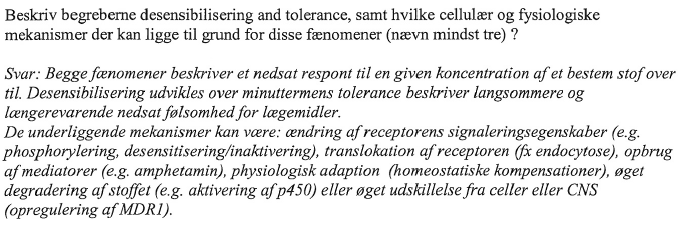 Beskriv begreberne desensibilisering and tolerance, samt hvilke cellulær og fysiologiske
mekanismer der kan ligge til grund for disse fænomener (nævn mindst tre) ?
Svar: Begge fænomener beskriver et nedsat respont til en given koncentration af et bestem stof over
til. Desensibilisering udvikles over minuttermens tolerance beskriver langsommere og
længerevarende nedsat følsomhed for lægemidler.
De underliggende mekanismer kan være: ændring af receptorens signaleringsegenskaber (e.g.
phosphorylering, desensitisering/inaktivering), translokation af receptoren (fx endocytose), opbrug
af mediatorer (e.g. amphetamin), physiologisk adaption (homeostatiske kompensationer), øget
degradering af stoffet (e.g. aktivering af p450) eller øget udskillelse fra celler eller CNS
(opregulering af MDR1).